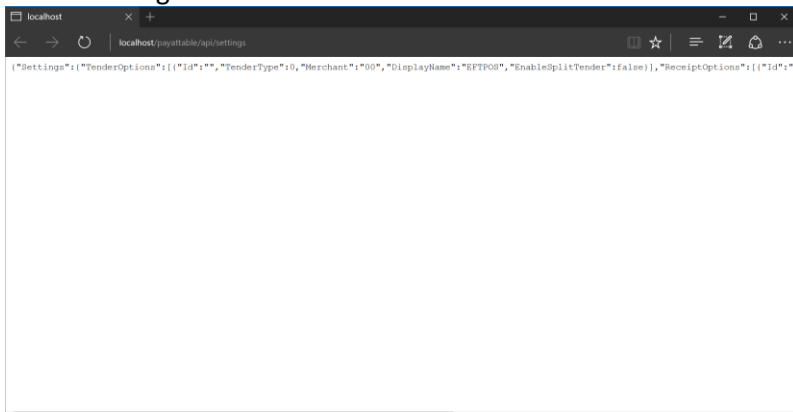 localhost
localhost/payattable/api/settings
{"Settings":{"TenderOptions":[{"Id":"","TenderType":0,"Merchant":"00","DisplayName":"EFTPOS","EnableSplitTender":false}],"ReceiptOptions":[{"Id":"